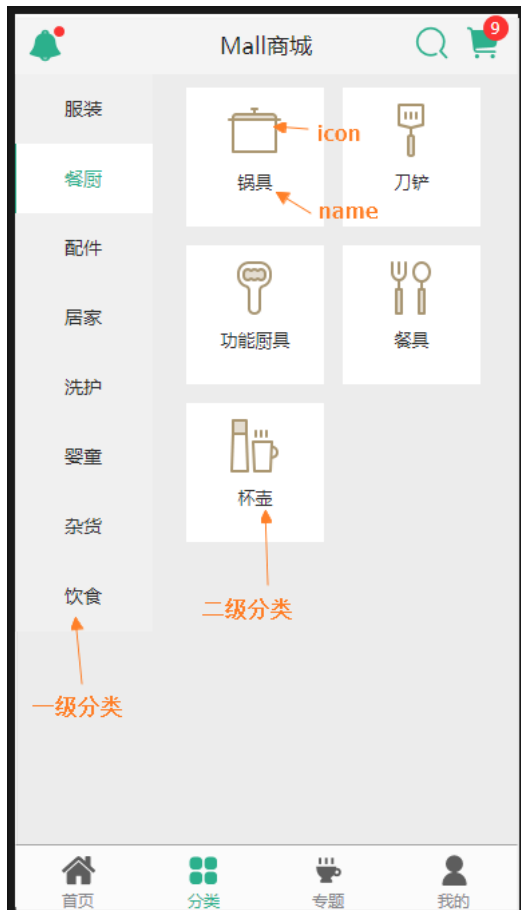 Mall商城
9
服装
餐厨
配件
居家
洗护
婴童
杂货
饮食
一级分类
icon
锅具
name
刀铲
功能厨具
餐具
杯壶
二级分类
首页
分类
专题
我的